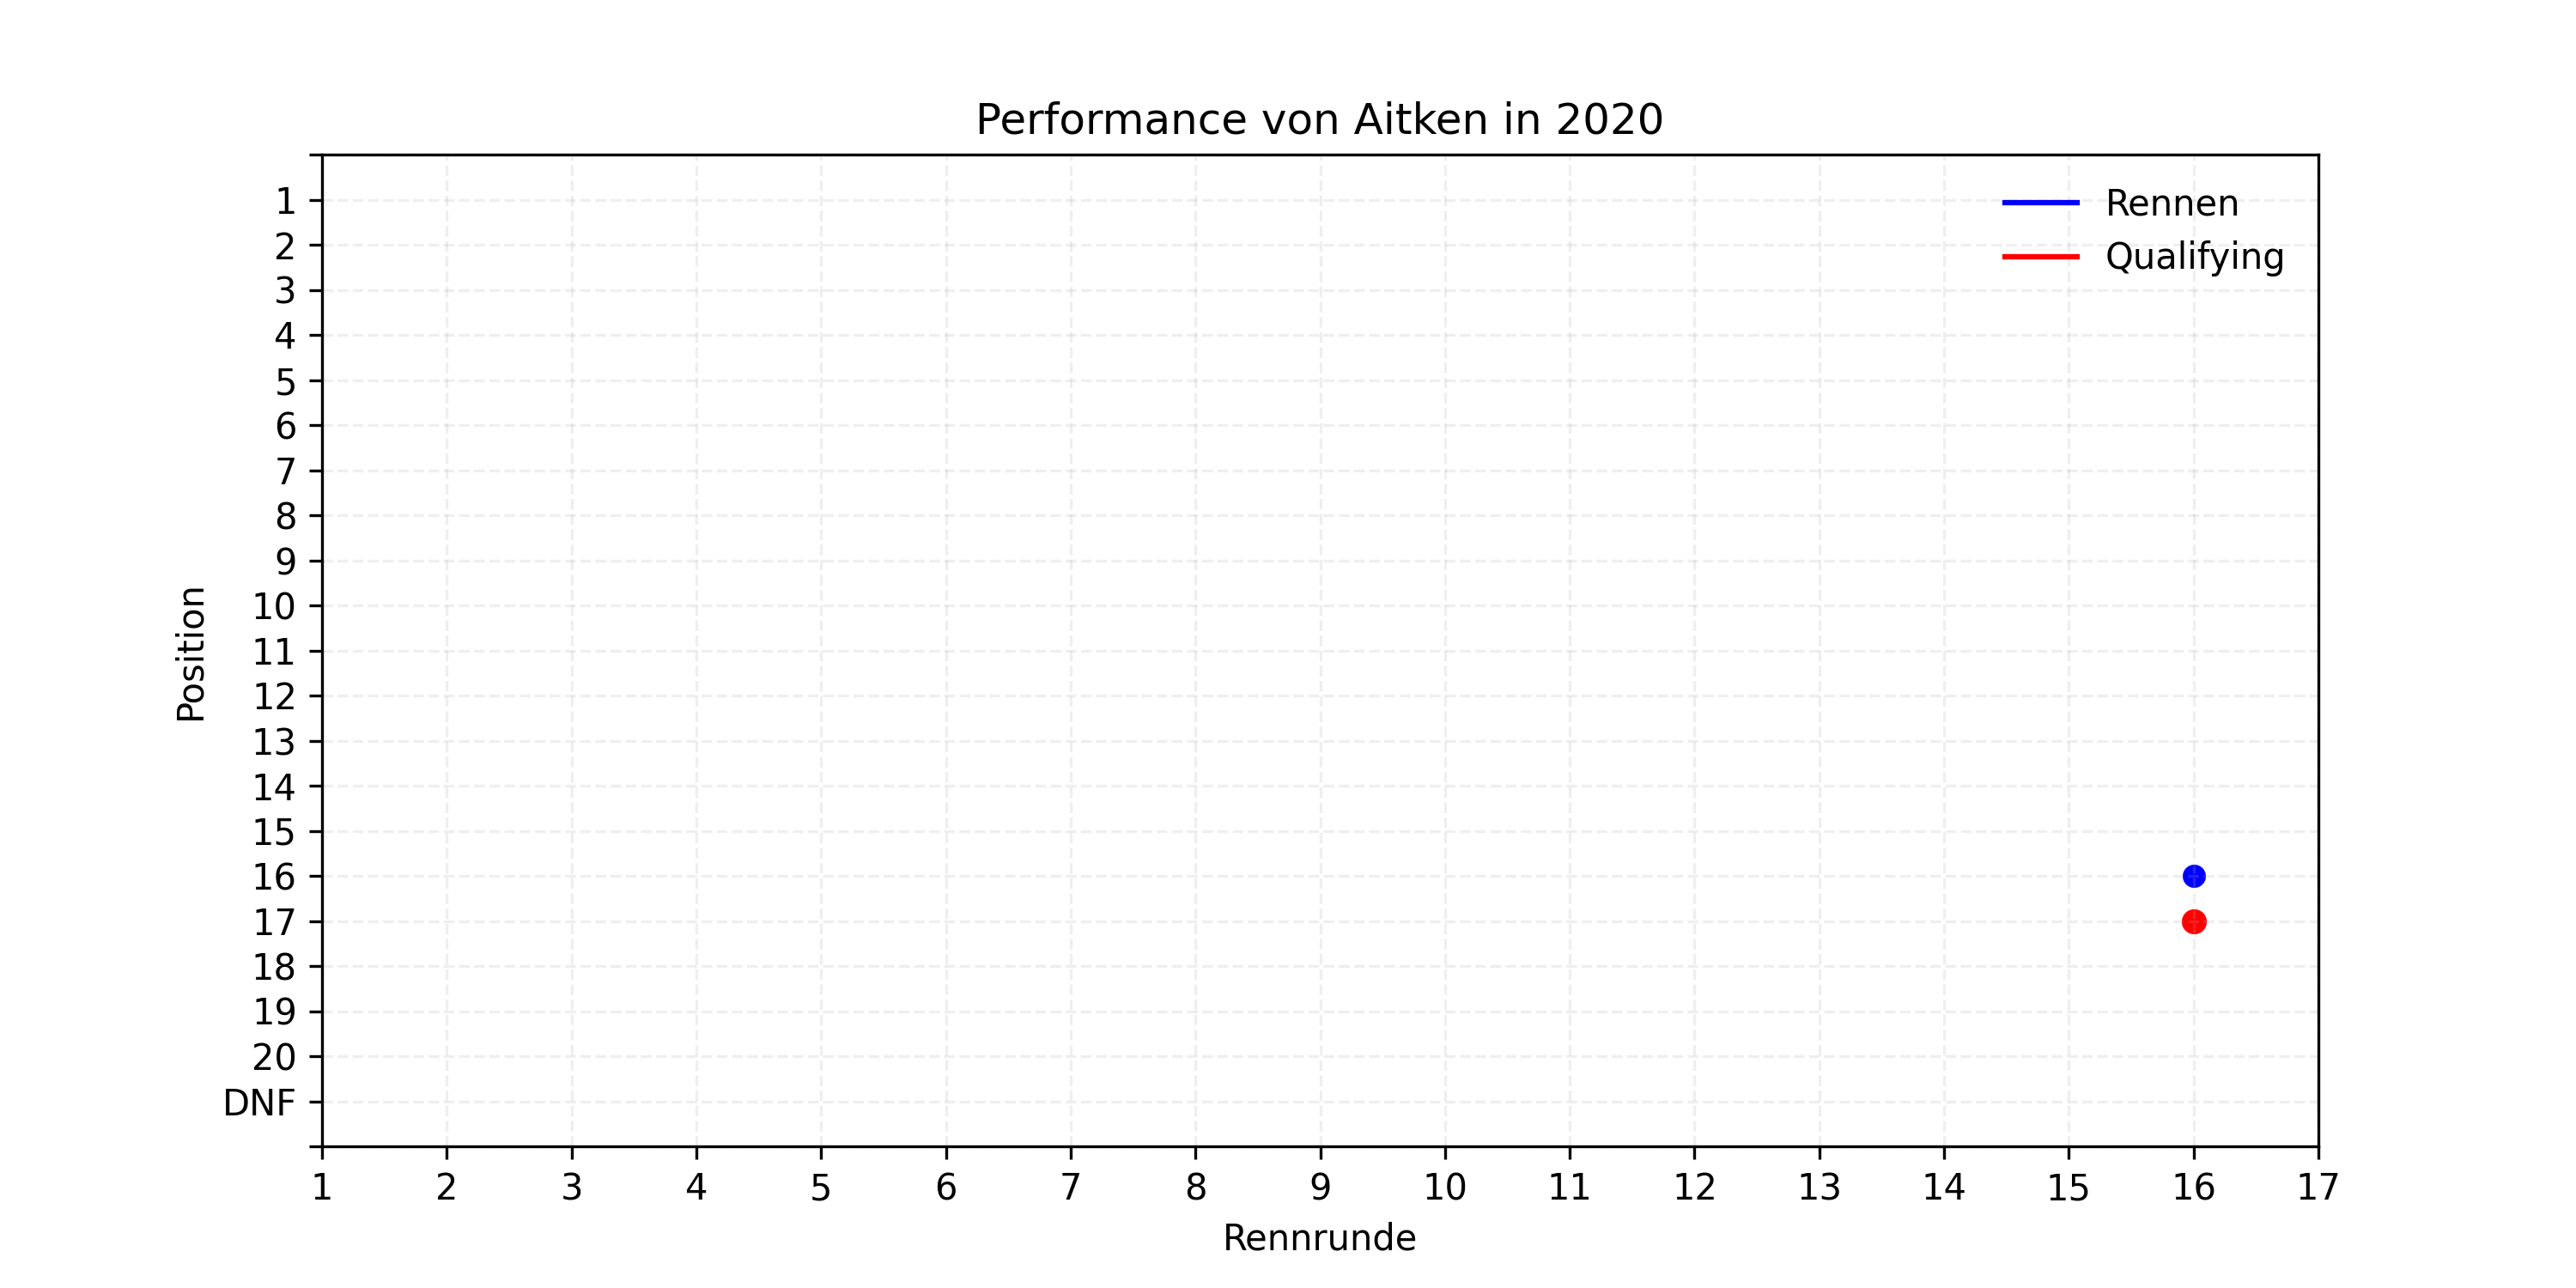 Performance von Aitken in 2020
Rennen
Qualifying
Position
1
2
3
4
5
6
7
8
9
10
11
12
13
14
15
16
17
18
19
20
DNF
1 2 3 4 5 6 7 8 9 10 11 12 13 14 15 16 17
Rennrunde